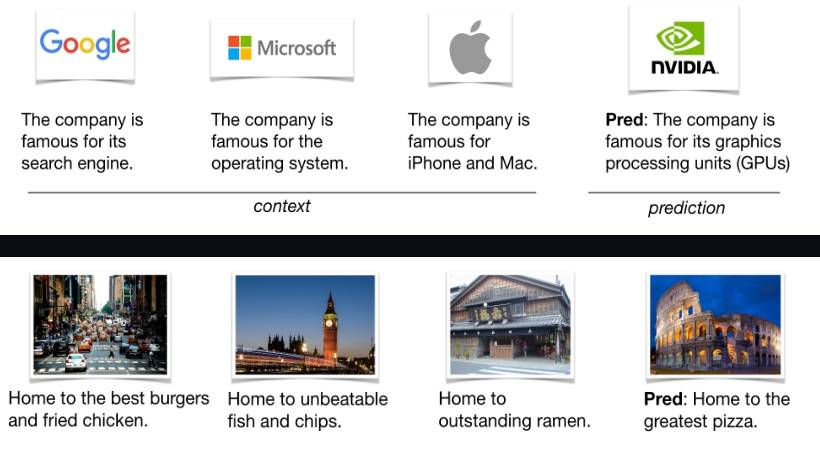 Google
Microsoft
NVIDIA.
The company is
famous for its
search engine.
The company is
famous for the
operating system.
The company is
famous for
iPhone and Mac.
Pred: The company is
famous for its graphics
processing units (GPUs)
context
prediction
Home to the best burgers
and fried chicken.
Home to unbeatable
fish and chips.
Home to
outstanding ramen.
Pred: Home to the
greatest pizza.